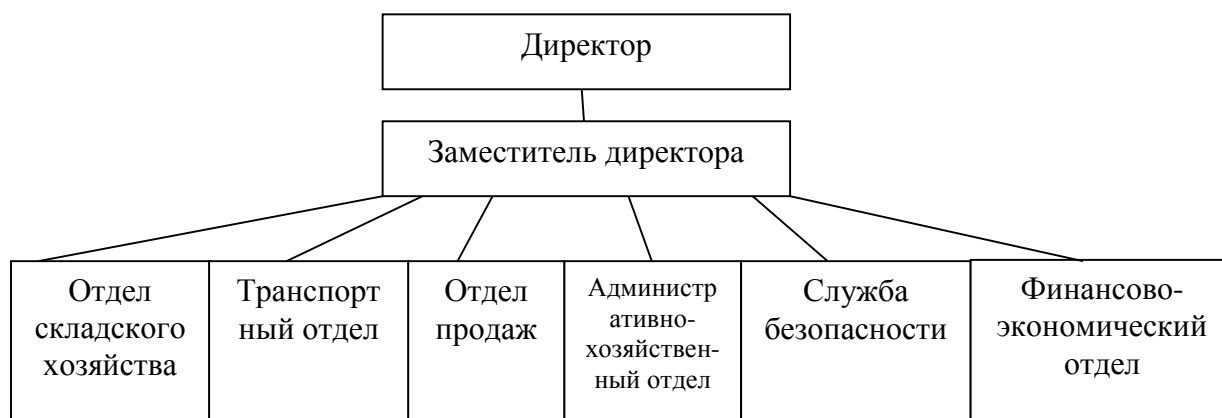 Директор
Заместитель директора
Отдел
складского
хозяйства
Транспорт
ный отдел
Отдел
продаж
Администр
ативно-
хозяйствен-
ный отдел
Служба
безопасности
Финансово-
экономический
отдел